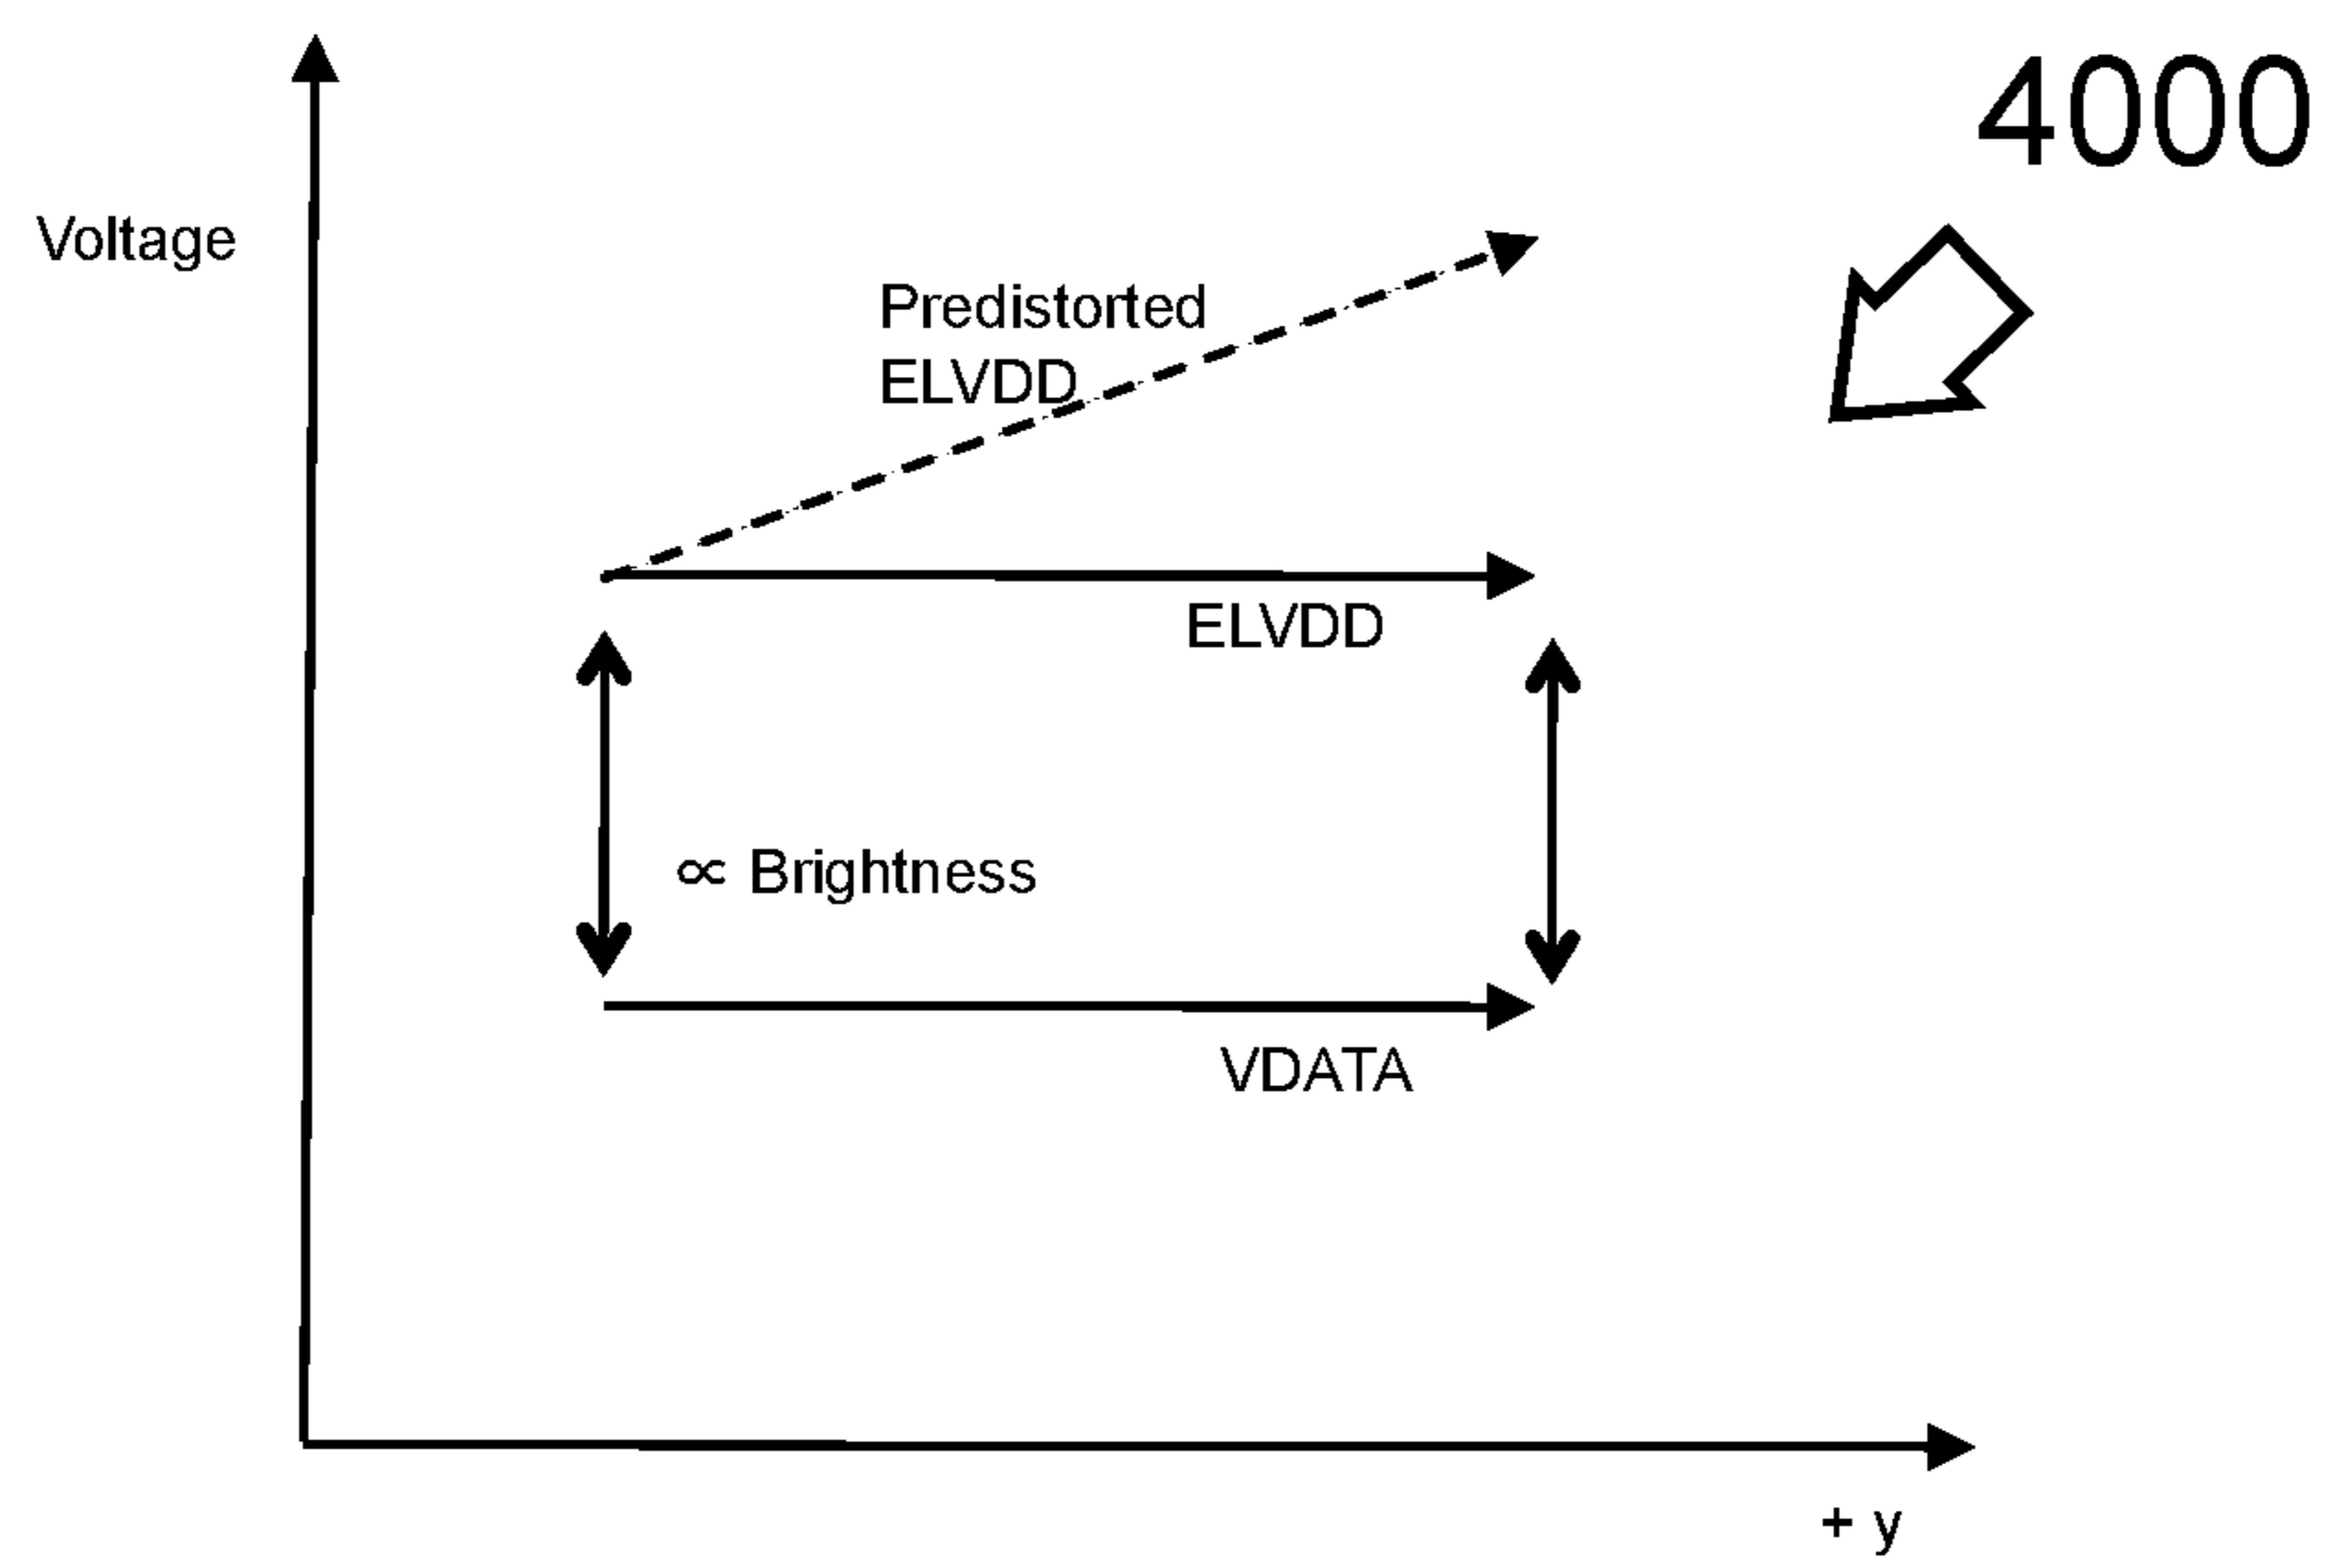 4000
Voltage
Predistorted
ELVDD
ELVDD
∝ Brightness
VDATA
+ y